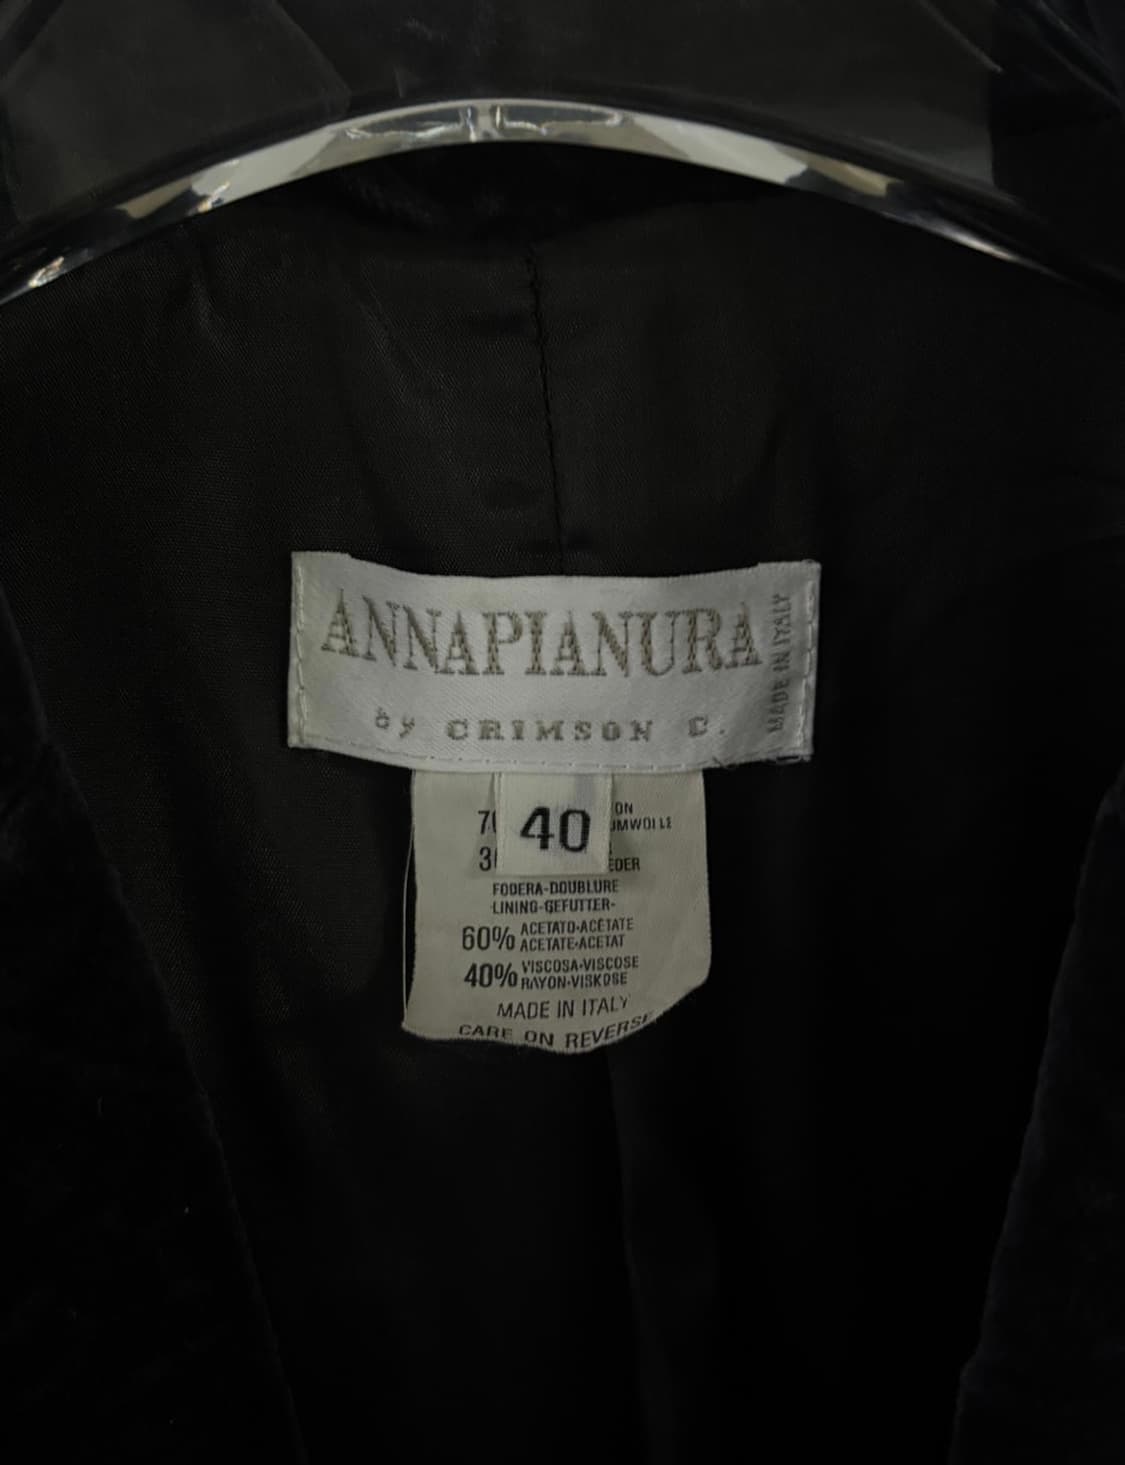 ANNAPIANURA
by CRIMSON C.
MADE IN ITALY
40
FODERA-DOUBLURE
LINING-GEFUTTER-
60% ACETATO-ACÉTATE
ACETATE-ACETAT
40% VISCOSA-VISCOSE
RAYON-VISKOSE
MADE IN ITALY
CARE ON REVERSE